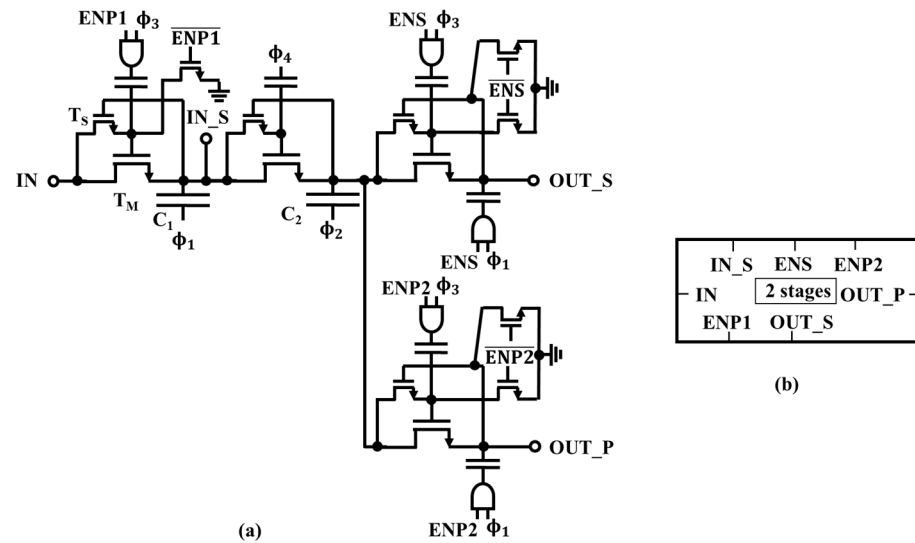 ENP1 ϕ3
ENP1‾
ϕ4
ENS ϕ3
ENS‾
TS
IN_S
IN
TM
C1
ϕ1
C2
ϕ2
OUT_S
ENS ϕ1
ENP2 ϕ3
ENP2‾
OUT_P
ENP2 ϕ1
(a)
IN_S ENS ENP2
IN 2 stages OUT_P
ENP1 OUT_S
(b)